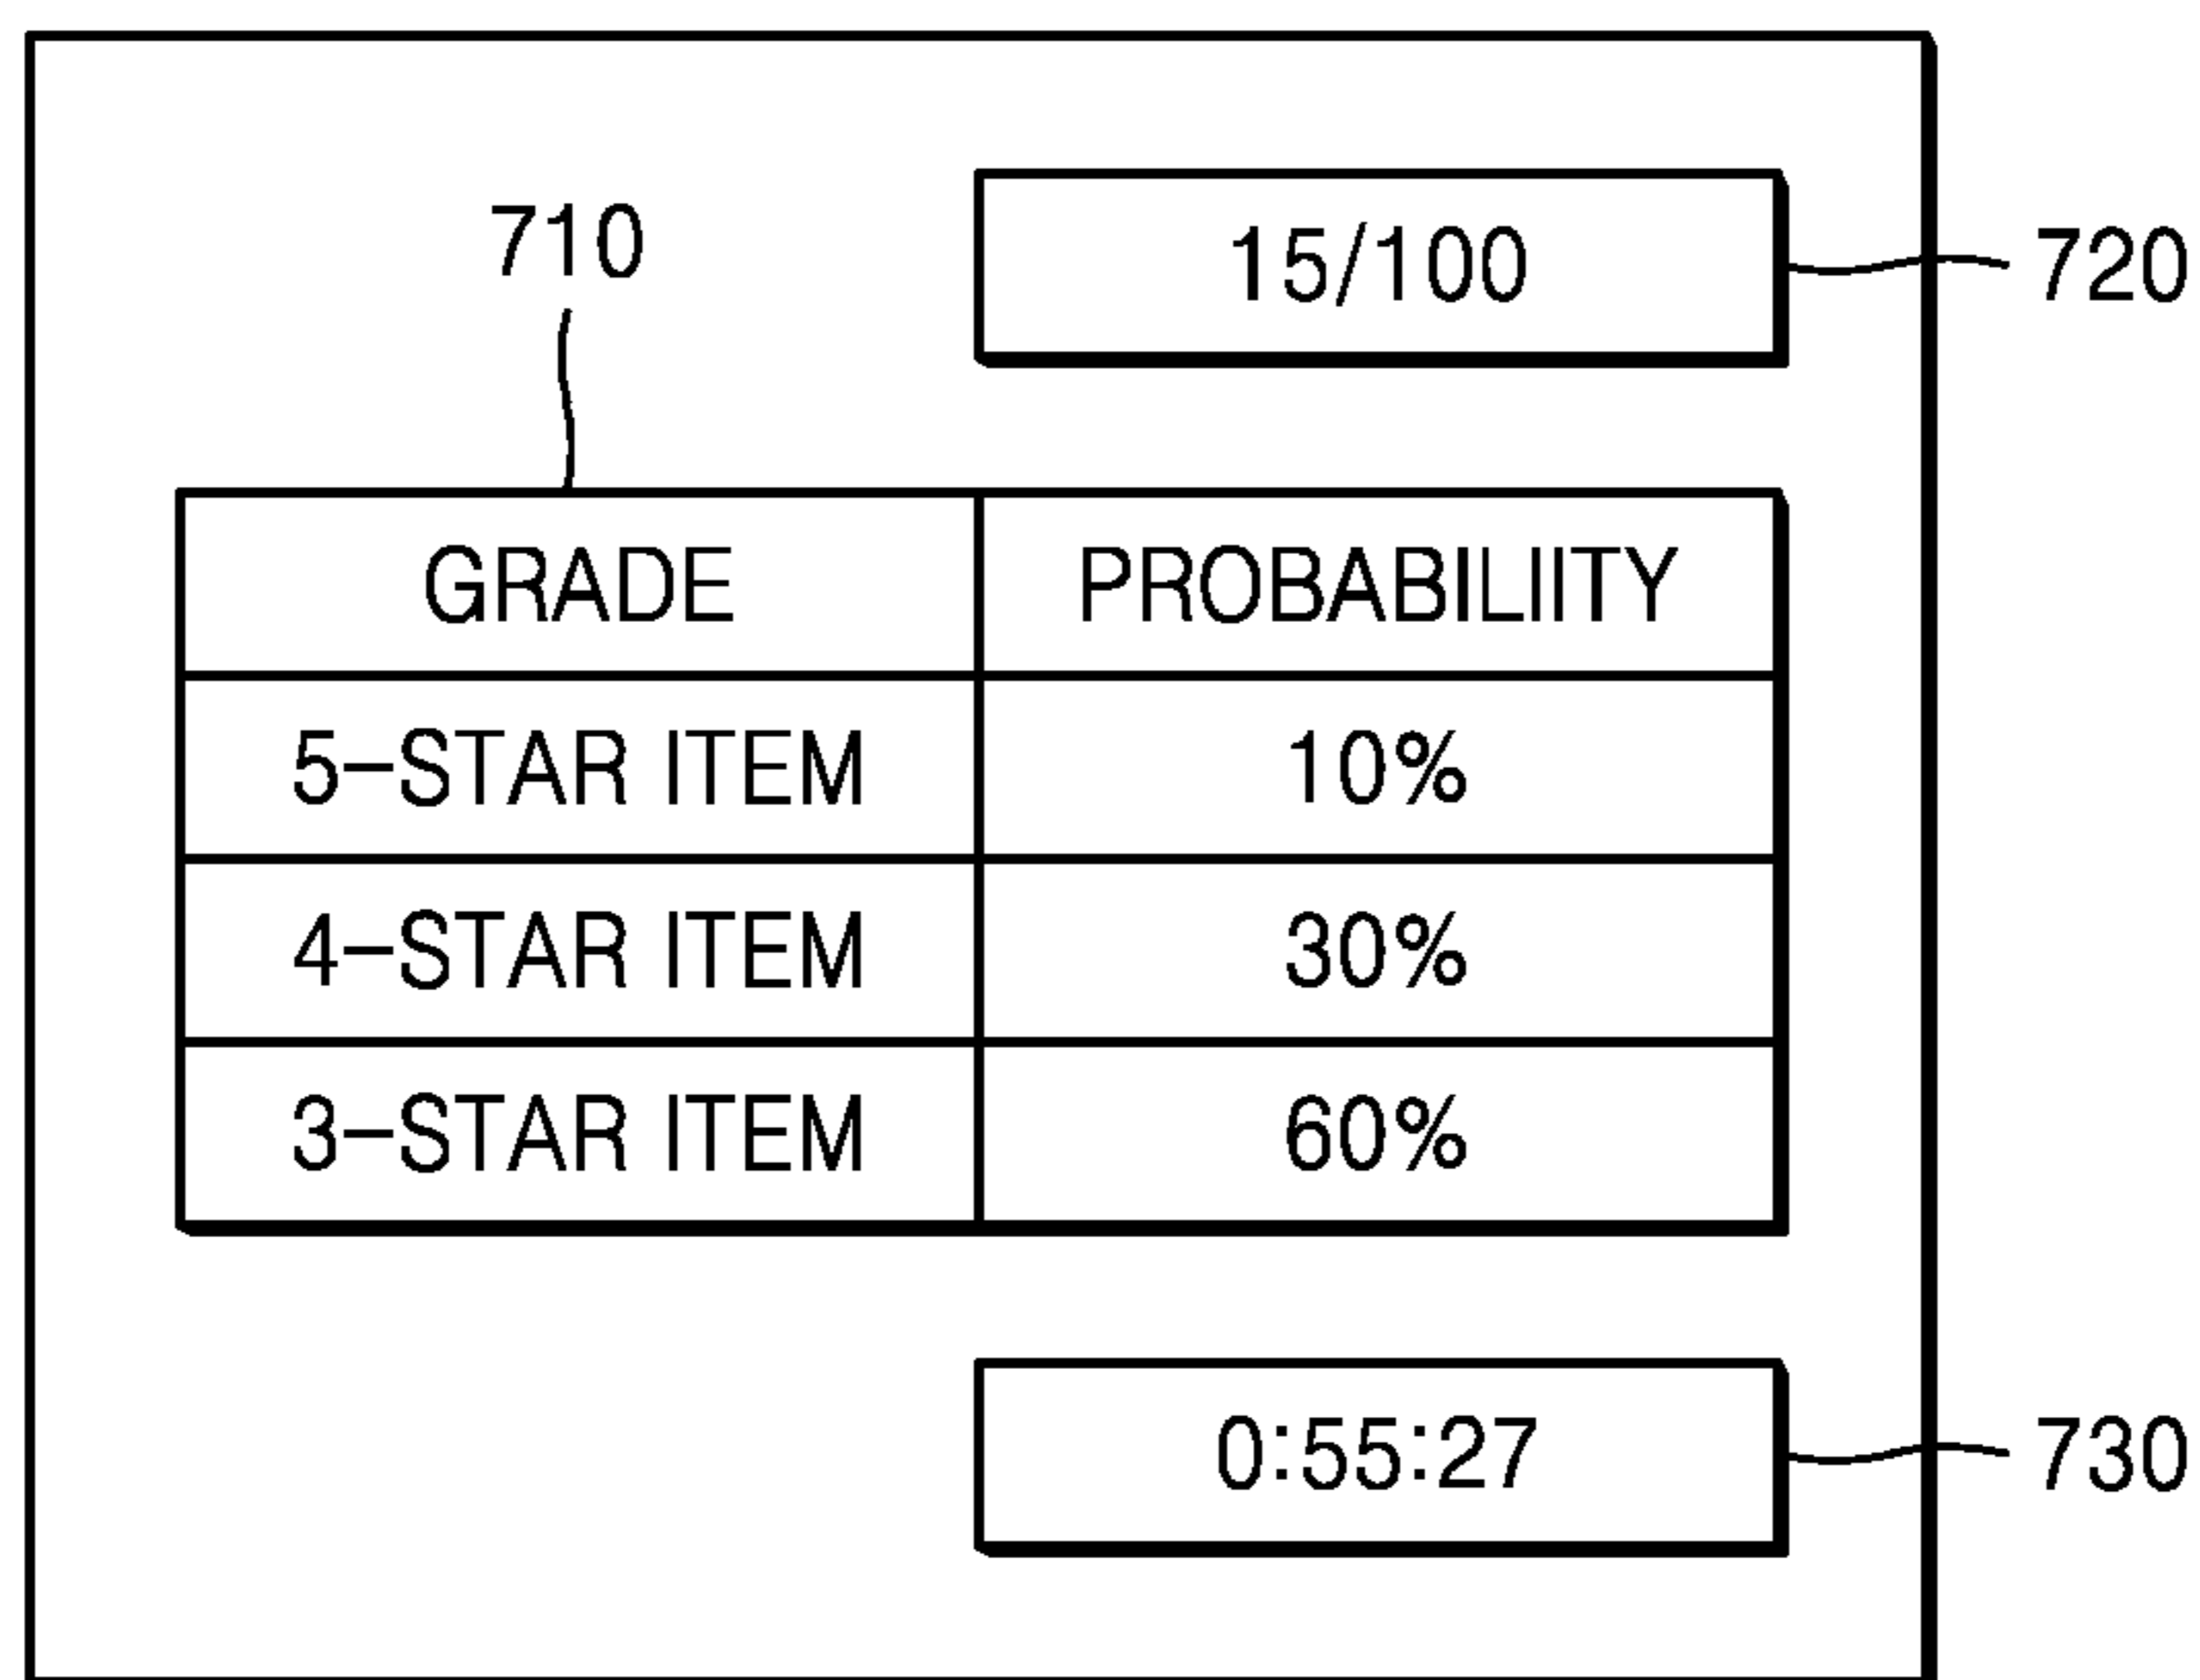 710
15/100
720
GRADE PROBABILIITY
5-STAR ITEM 10%
4-STAR ITEM 30%
3-STAR ITEM 60%
0:55:27
730